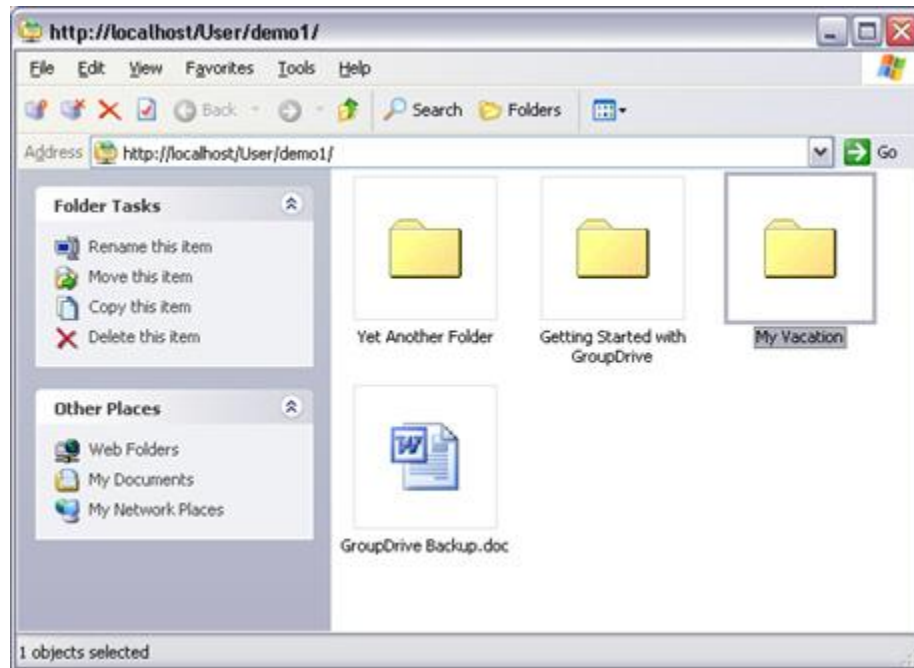 http://localhost/User/demo1/
File Edit View Favorites Tools Help
Back Search Folders
Address http://localhost/User/demo1/ Go
Folder Tasks
Rename this item
Move this item
Copy this item
Delete this item
Other Places
Web Folders
My Documents
My Network Places
Yet Another Folder
Getting Started with
GroupDrive
My Vacation
W
GroupDrive Backup.doc
1 objects selected